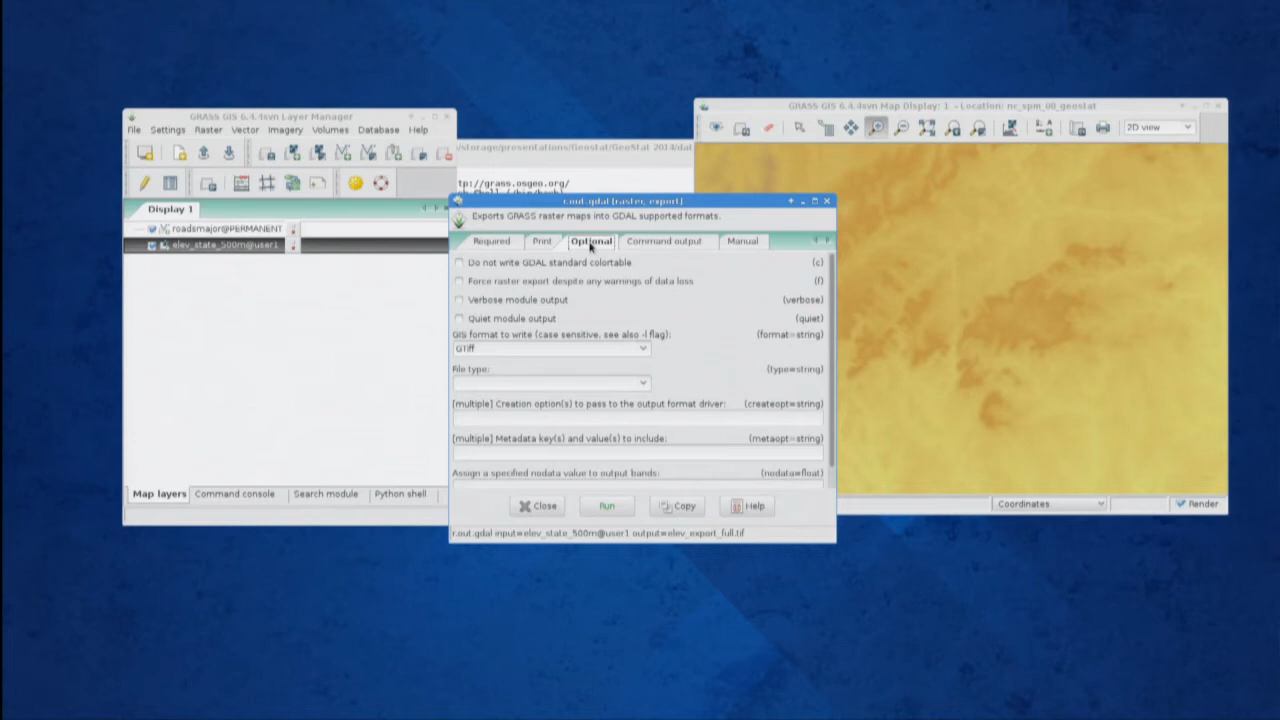 GRASS GIS 6.4.4svn Layer Manager
File Settings Raster Vector Imagery Volumes Database Help
Display 1
roadsmajor@PERMANENT
elev_state_500m@user1
Map layers Command console Search module Python shell
/storage/presentations/Geostat/GeoStat 2014/dat
tp://grass.osgeo.org/
r.out.gdal [raster, export]
Exports GRASS raster maps into GDAL supported formats.
Required Print Optional Command output Manual
Do not write GDAL standard colortable (c)
Force raster export despite any warnings of data loss (f)
Verbose module output (verbose)
Quiet module output (quiet)
GIS format to write (case sensitive, see also -l flag): (format=string)
GTiff
File type: (type=string)
[multiple] Creation option(s) to pass to the output format driver: (createopt=string)
[multiple] Metadata key(s) and value(s) to include: (metaopt=string)
Assign a specified nodata value to output bands: (nodata=float)
Close Run Copy Help
r.out.gdal input=elev_state_500m@user1 output=elev_export_full.tif
GRASS GIS 6.4.4svn Map Display: 1 - Location: nc_spm_08_geostat
2D view
Coordinates
Render